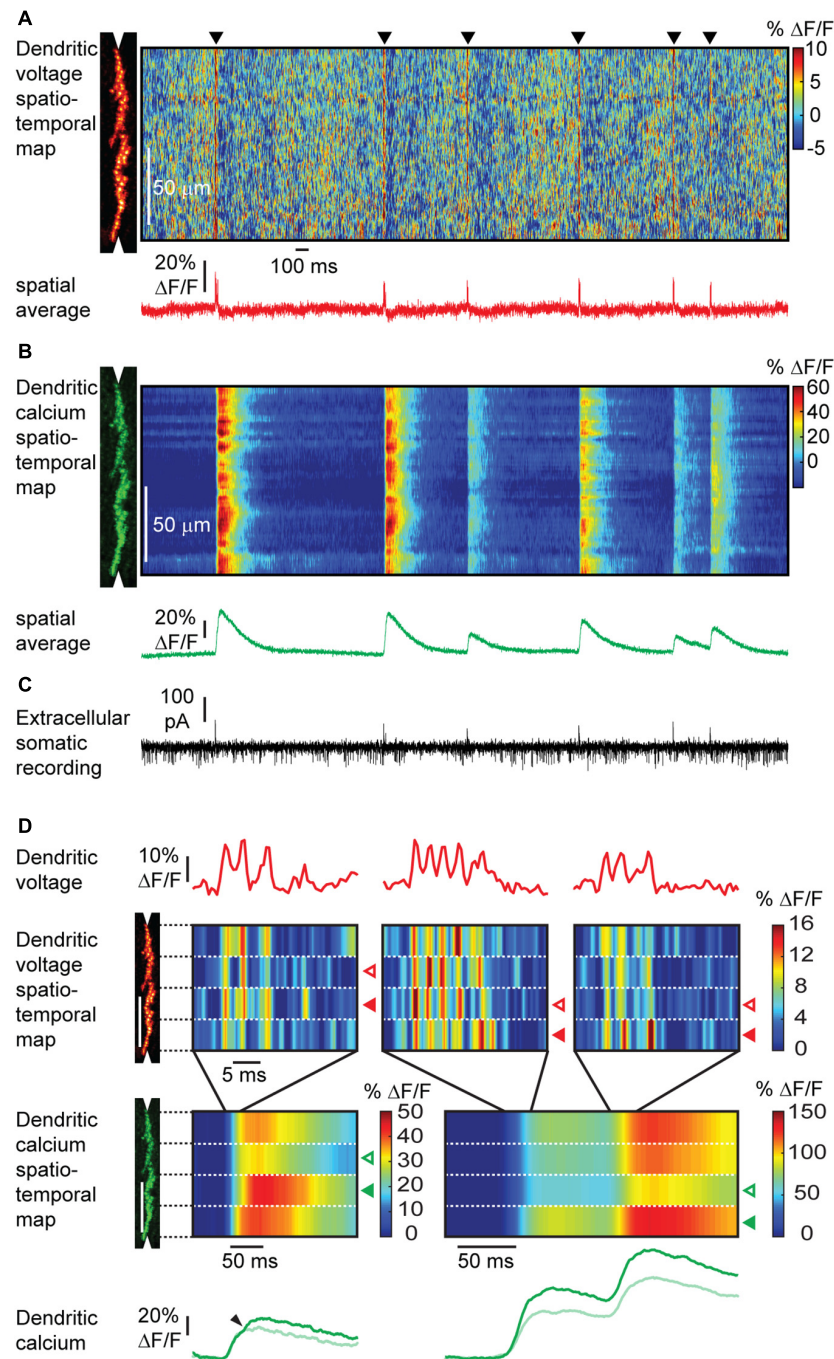 A
Dendritic
voltage
spatio-
temporal
map
50 μm
% ΔF/F
10
5
0
-5
100 ms
20%
ΔF/F
spatial
average
B
Dendritic
calcium
spatio-
temporal
map
50 μm
% ΔF/F
60
40
20
0
spatial
average
20%
ΔF/F
C
100
pA
Extracellular
somatic
recording
D
Dendritic
voltage
10%
ΔF/F
Dendritic
voltage
spatio-
temporal
map
% ΔF/F
16
12
8
6
4
0
5 ms
Dendritic
calcium
spatio-
temporal
map
% ΔF/F
50
40
30
20
10
0
% ΔF/F
150
100
50
0
50 ms
50 ms
Dendritic
calcium
20%
ΔF/F